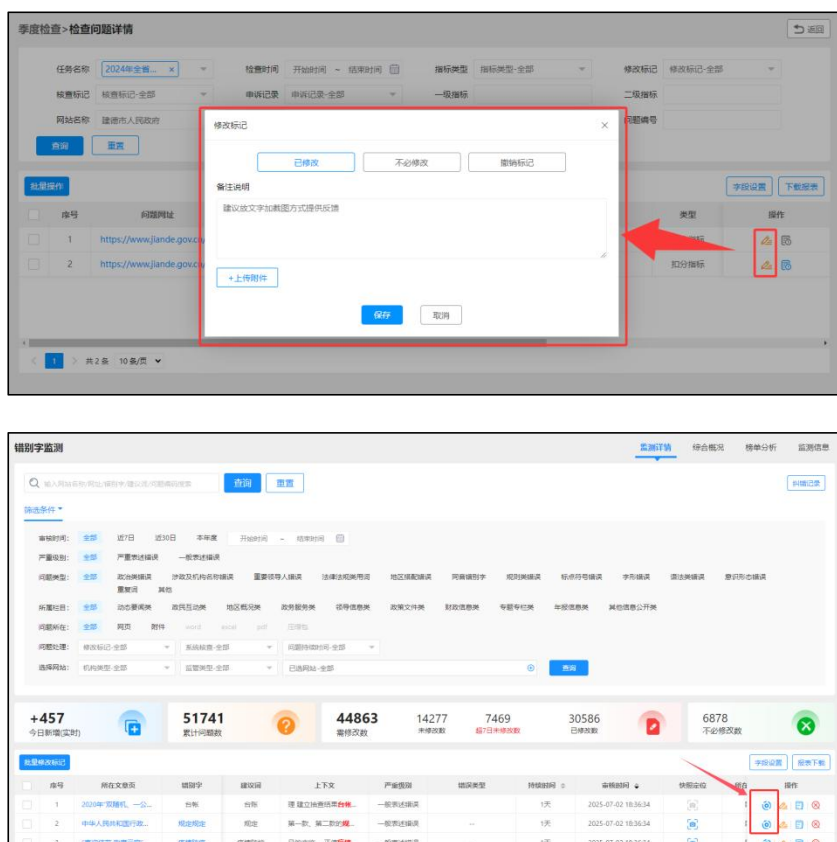 季度检查>检查问题详情 返回
任务名称 2024年全省... × 检查时间 开始时间 ~ 结束时间 指标类型 指标类型-全部 修改标记 修改标记-全部
核查标记 核查标记-全部 申诉记录 申诉记录-全部 一级指标 二级指标
网站名称 建德市人民政府 问题编号
查询 重置
修改标记 ×
已修改 不必修改 撤销标记
备注说明
建议放文字加截图方式提供反馈
+上传附件
保存 取消
批量操作 字段设置 下载报表
序号 问题网址 类型 操作
1 https://www.jiande.gov.cn
2 https://www.jiande.gov.cn 扣分指标
1 共2条 10条/页
错别字监测 监测详情 综合概况 榜单分析 监测信息
查询 重置 纠错记录
筛选条件
审核时间: 全部 近7日 近30日 本年度 开始时间 ~ 结束时间
严重级别: 全部 严重表述错误 一般表述错误
问题类型: 全部 政治类错误 涉政及机构名称错误 重要领导人错误 法律法规类用词 地区搭配错误 同音错别字 规则类错误 标点符号错误 字形错误 语法类错误 意识形态错误
重复词 其他
所属栏目: 全部 动态要闻类 政民互动类 地区概况类 政务服务类 领导信息类 政策文件类 财政信息类 专题专栏类 年报信息类 其他信息公开类
问题所在: 全部 网页 附件 word excel pdf 压缩包
问题处理: 修改标记-全部 系统核查-全部 问题持续时间-全部
选择网站: 机构类型-全部 监管类型-全部 已选网站-全部 查询
+457 51741 44863 14277 7469 30586 6878
今日新增(实时) 累计问题数 需修改数 未修改数 超7日未修改数 已修改数 不必修改数
批量修改标记 字段设置 报表下载
序号 所在文章页 错别字 建议词 上下文 严重级别 错误类型 持续时间 审核时间 快照定位 所在 操作
1 2020年“双随机、一公... 台帐 台账 理 建立抽查结果台帐... 一般表述错误 1天 2025-07-02 18:36:34
2 中华人民共和国行政... 规定规定 规定 第一款、第二款的规... 一般表述错误 -- 1天 2025-07-02 18:36:34